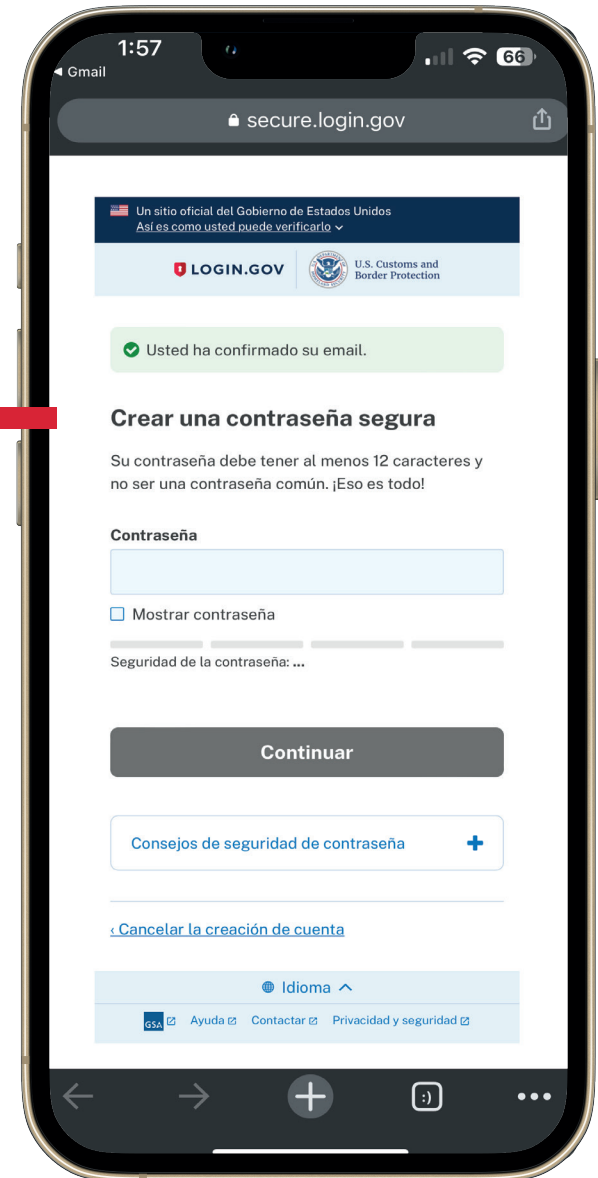 1:57
66
Gmail
secure.login.gov
Un sitio oficial del Gobierno de Estados Unidos
Así es como usted puede verificarlo
LOGIN.GOV
U.S. Customs and
Border Protection
Usted ha confirmado su email.
Crear una contraseña segura
Su contraseña debe tener al menos 12 caracteres y
no ser una contraseña común. ¡Eso es todo!
Contraseña
Mostrar contraseña
Seguridad de la contraseña: ...
Continuar
Consejos de seguridad de contraseña
‹ Cancelar la creación de cuenta
Idioma
GSA Ayuda Contactar Privacidad y seguridad
:)